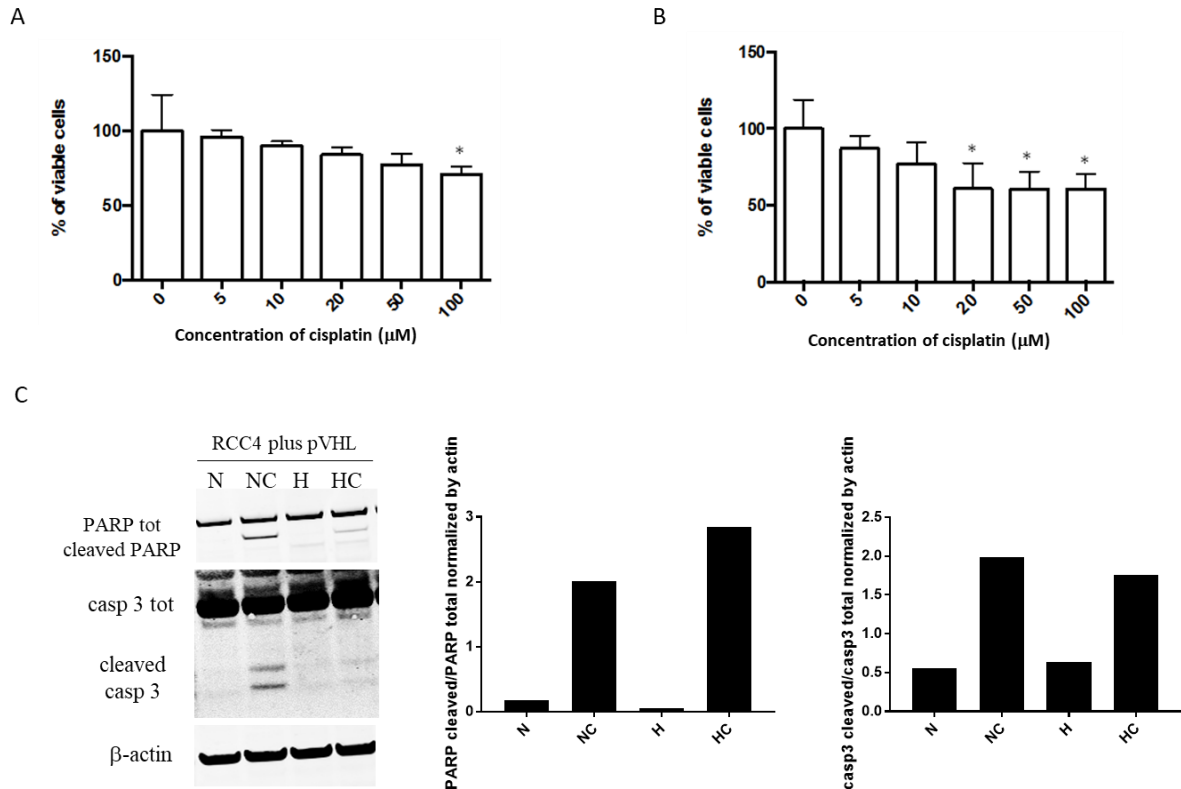 A
150
100
50
0
% of viable cells
*
0 5 10 20 50 100
Concentration of cisplatin (µM)
B
150
100
50
0
% of viable cells
* * *
0 5 10 20 50 100
Concentration of cisplatin (µM)
C
RCC4 plus pVHL
N NC H HC
PARP tot
cleaved PARP
casp 3 tot
cleaved
casp 3
β-actin
PARP cleaved/PARP total normalized by actin
3
2
1
0
N NC H HC
casp3 cleaved/casp3 total normalized by actin
2.5
2.0
1.5
1.0
0.5
0.0
N NC H HC